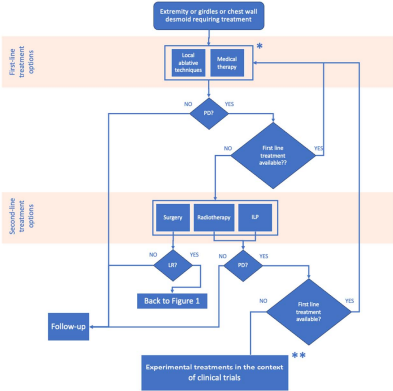 Extremity or girdles or chest wall
desmoid requiring treatment
First-line
treatment
options
*
Local
ablative
techniques
Medical
therapy
NO
PD?
YES
NO
First line
treatment
available??
YES
Second-line
treatment
options
Surgery
Radiotherapy
ILP
NO
LR?
YES
NO
PD?
YES
Back to Figure 1
NO
First line
treatment
available?
YES
Follow-up
**
Experimental treatments in the context
of clinical trials